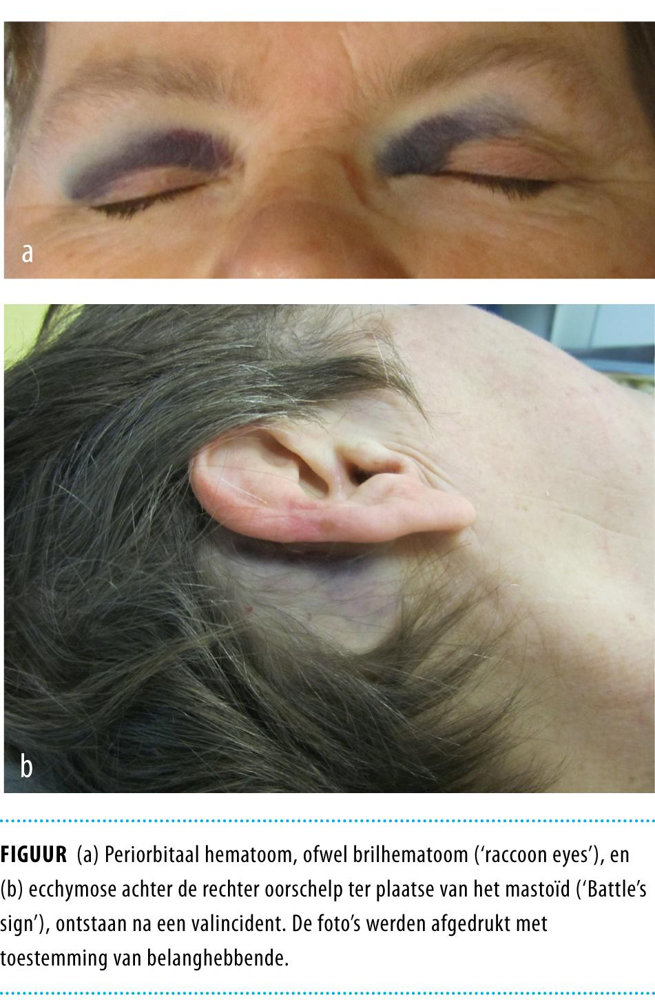 a
b
FIGUUR (a) Periorbitaal hematoom, ofwel brilhematoom (‘raccoon eyes’), en
(b) ecchymose achter de rechter oorschelp ter plaatse van het mastoïd (‘Battle’s
sign’), ontstaan na een valincident. De foto’s werden afgedrukt met
toestemming van belanghebbende.